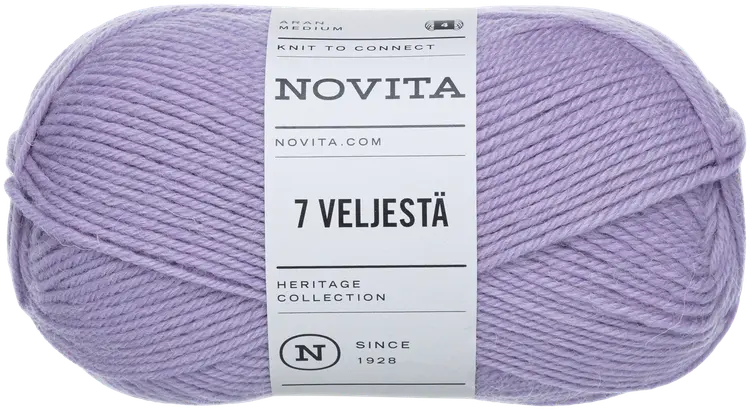 ARAN
MEDIUM
4
KNIT TO CONNECT
NOVITA
NOVITA.COM
7 VELJESTÄ
HERITAGE
COLLECTION
N
SINCE
1928